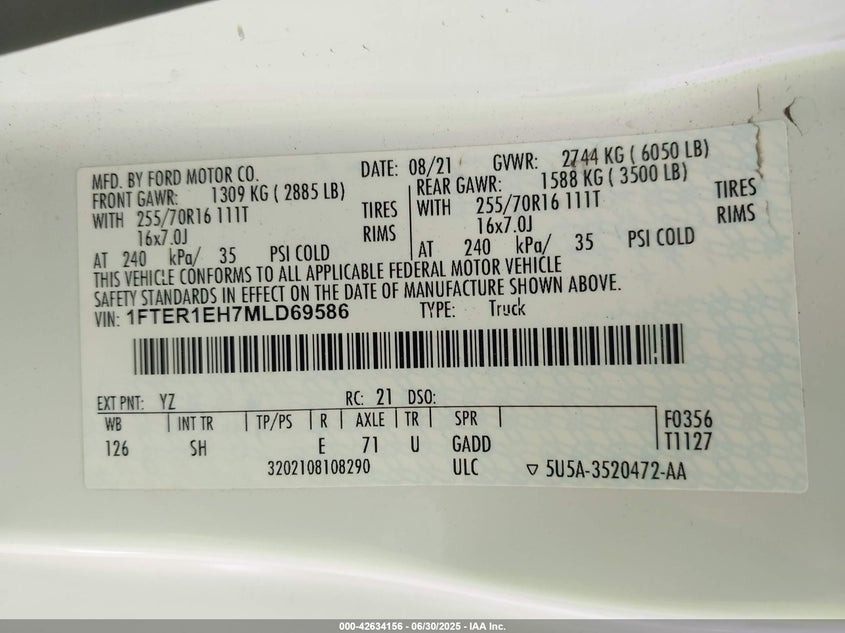 MFD. BY FORD MOTOR CO. DATE: 08/21 GVWR: 2744 KG ( 6050 LB)
FRONT GAWR: 1309 KG ( 2885 LB) REAR GAWR: 1588 KG ( 3500 LB)
WITH 255/70R16 111T TIRES WITH 255/70R16 111T TIRES
16x7.0J RIMS 16x7.0J RIMS
AT 240 kPa/ 35 PSI COLD AT 240 kPa/ 35 PSI COLD
THIS VEHICLE CONFORMS TO ALL APPLICABLE FEDERAL MOTOR VEHICLE
SAFETY STANDARDS IN EFFECT ON THE DATE OF MANUFACTURE SHOWN ABOVE.
VIN: 1FTER1EH7MLD69586 TYPE: Truck
EXT PNT: YZ RC: 21 DSO:
WB INT TR TP/PS R AXLE TR SPR F0356
126 SH E 71 U GADD T1127
3202108108290 ULC ▽ 5U5A-3520472-AA
000-42634156 - 06/30/2025 - IAA Inc.